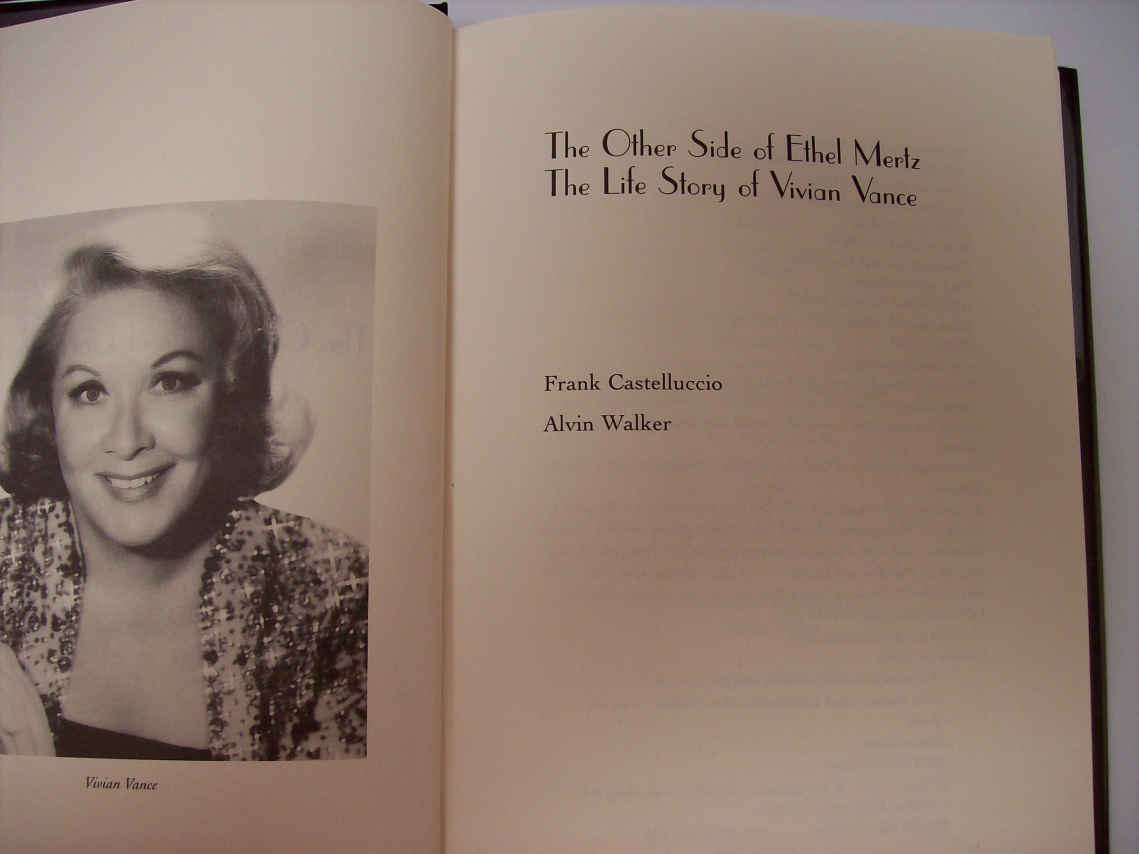 Vivian Vance
The Other Side of Ethel Mertz
The Life Story of Vivian Vance
Frank Castelluccio
Alvin Walker